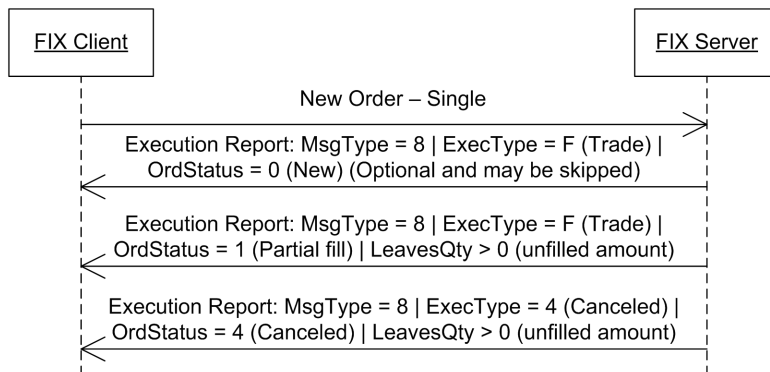 FIX Client
FIX Server
New Order – Single
Execution Report: MsgType = 8 | ExecType = F (Trade) |
OrdStatus = 0 (New) (Optional and may be skipped)
Execution Report: MsgType = 8 | ExecType = F (Trade) |
OrdStatus = 1 (Partial fill) | LeavesQty > 0 (unfilled amount)
Execution Report: MsgType = 8 | ExecType = 4 (Canceled) |
OrdStatus = 4 (Canceled) | LeavesQty > 0 (unfilled amount)